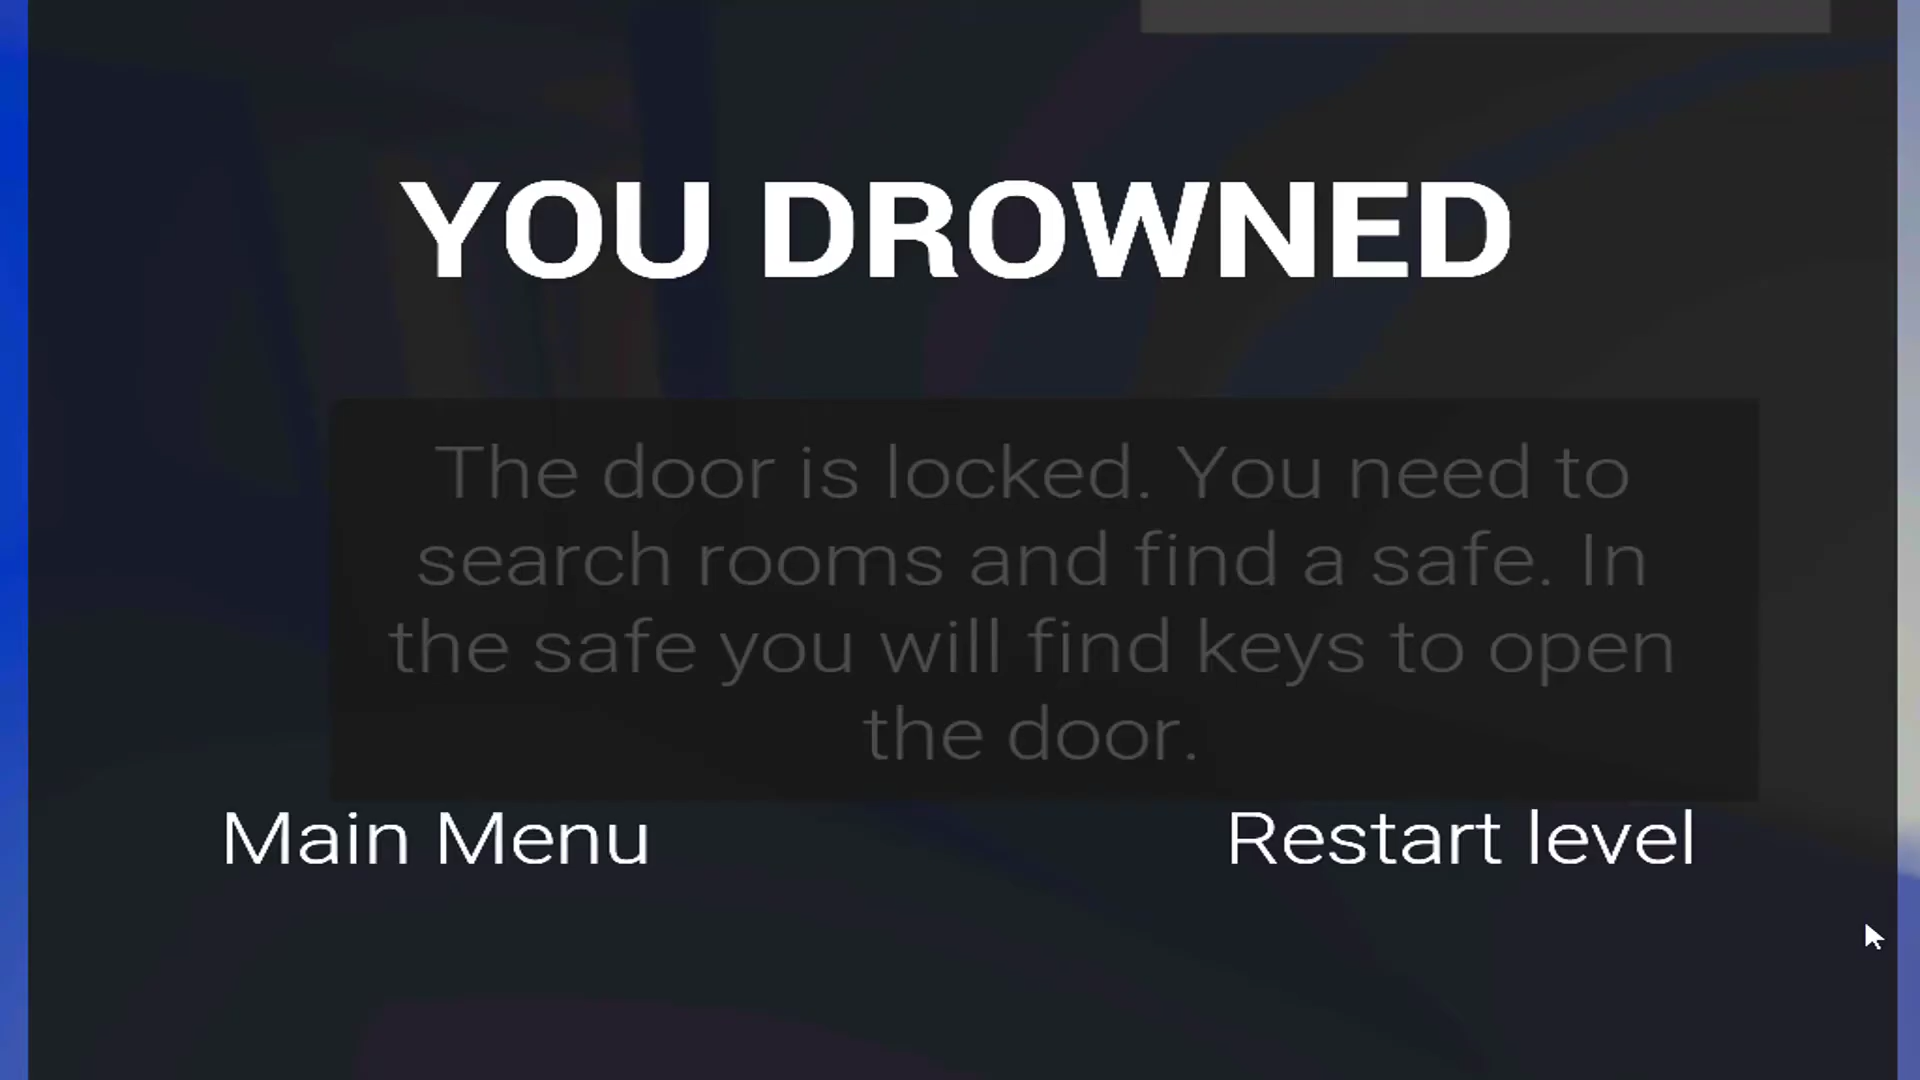 YOU DROWNED
The door is locked. You need to
search rooms and find a safe. In
the safe you will find keys to open
the door.
Main Menu
Restart level